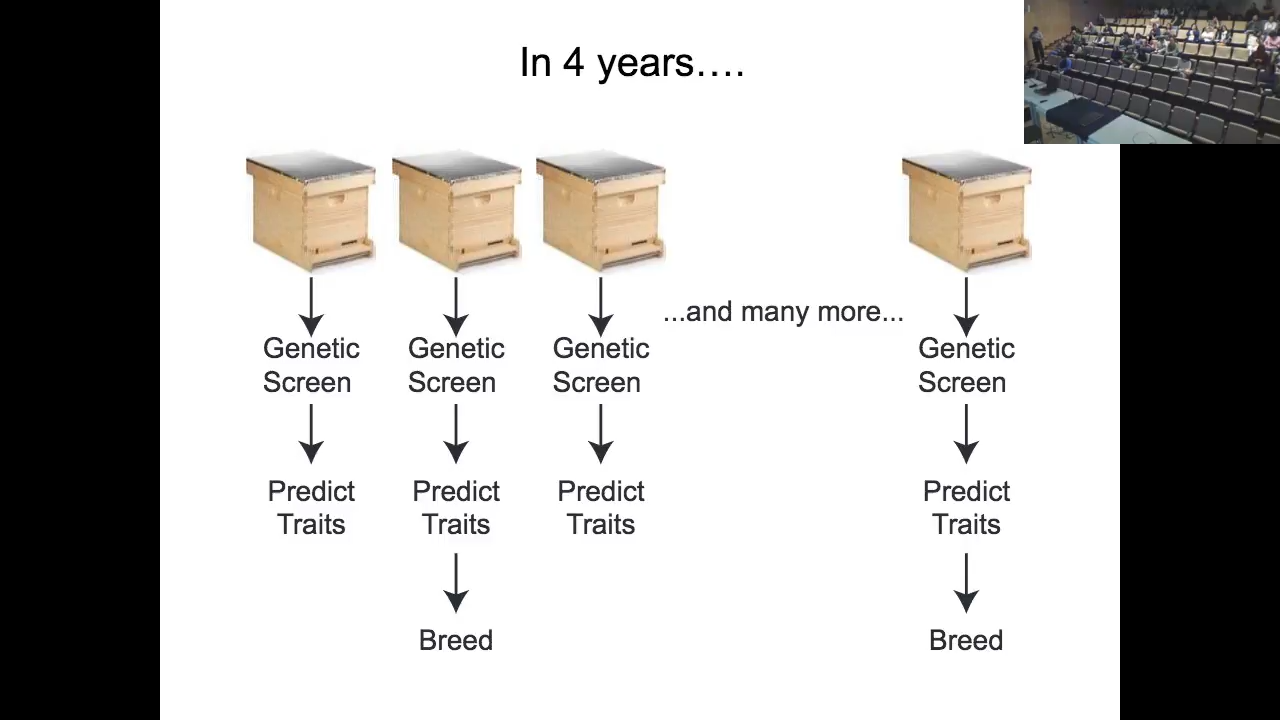 In 4 years....
...and many more...
Genetic
Screen
Genetic
Screen
Genetic
Screen
Genetic
Screen
Predict
Traits
Predict
Traits
Predict
Traits
Predict
Traits
Breed
Breed